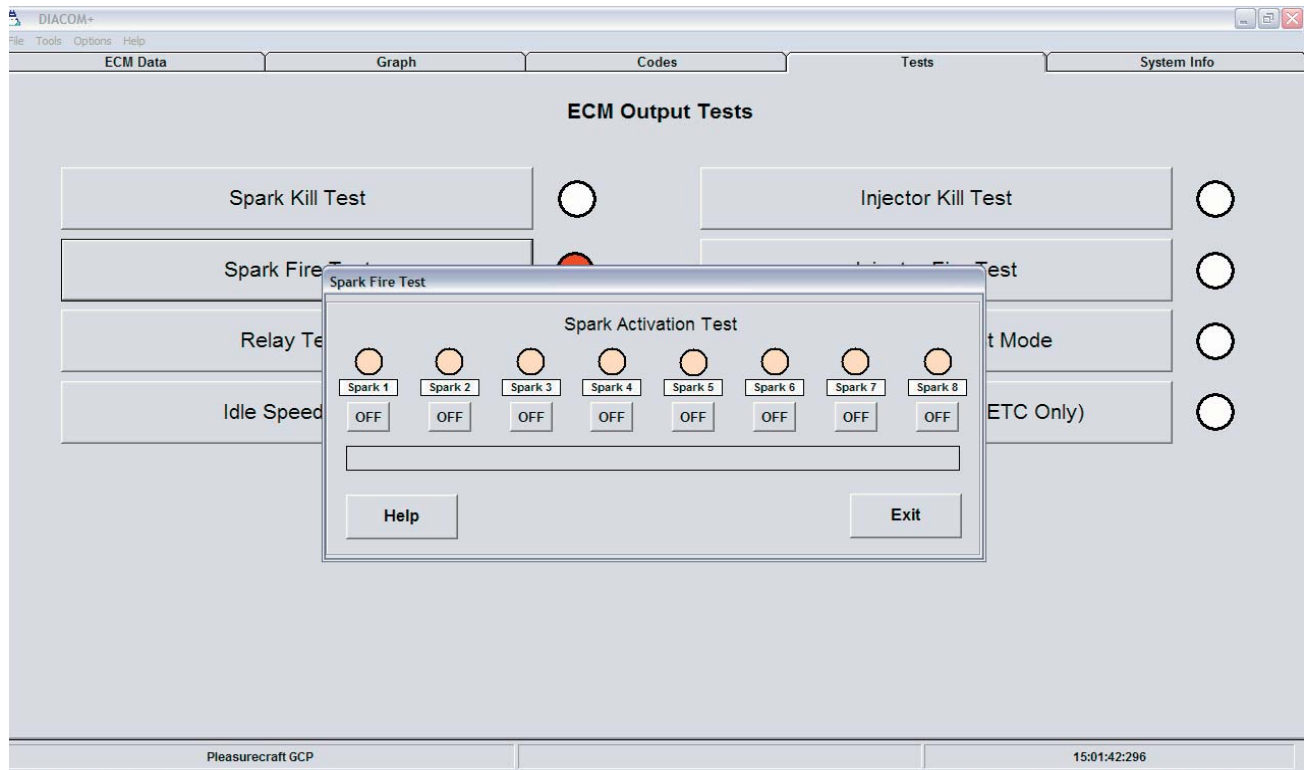 DIACOM+
File Tools Options Help
ECM Data Graph Codes Tests System Info
ECM Output Tests
Spark Kill Test Injector Kill Test
Spark Fire Test
Spark Fire Test
Spark Activation Test
Relay Te t Mode
Spark 1 Spark 2 Spark 3 Spark 4 Spark 5 Spark 6 Spark 7 Spark 8
Idle Speed ETC Only)
OFF OFF OFF OFF OFF OFF OFF OFF
Help Exit
Pleasurecraft GCP 15:01:42:296